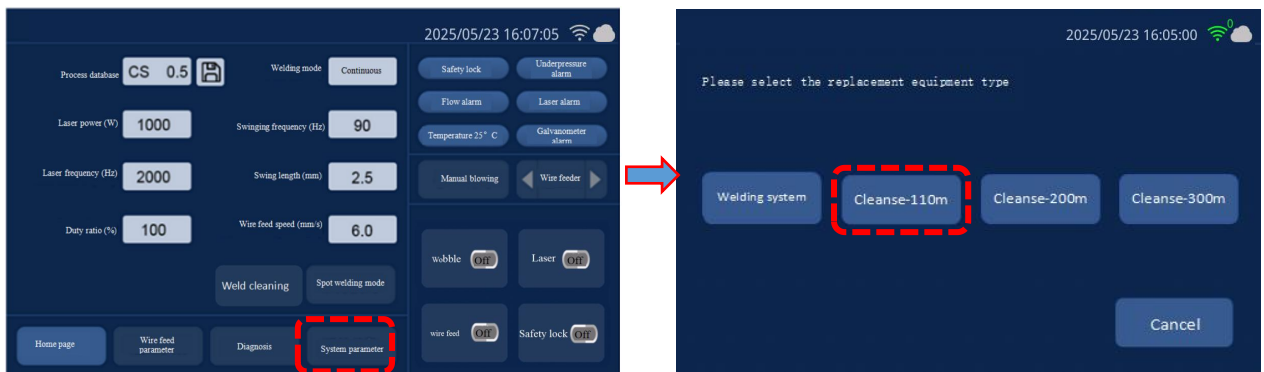 2025/05/23 16:07:05
Process database CS 0.5
Welding mode Continuous
Laser power (W) 1000
Swinging frequency (Hz) 90
Laser frequency (Hz) 2000
Swing length (mm) 2.5
Duty ratio (%) 100
Wire feed speed (mm/s) 6.0
Weld cleaning
Spot welding mode
Safety lock
Underpressure
alarm
Flow alarm
Laser alarm
Temperature 25° C
Galvanometer
alarm
Manual blowing
Wire feeder
wobble Off
Laser Off
wire feed Off
Safety lock Off
Home page
Wire feed
parameter
Diagnosis
System parameter
2025/05/23 16:05:00
0
Please select the replacement equipment type
Welding system
Cleanse-110m
Cleanse-200m
Cleanse-300m
Cancel